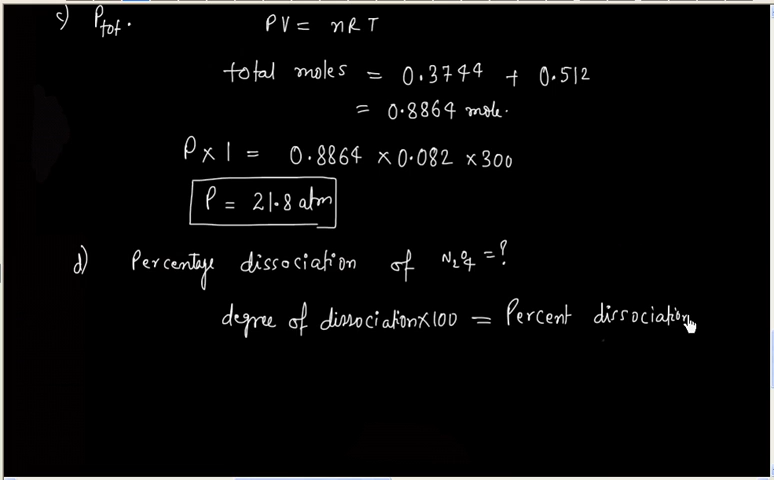 c) Ptot.
PV = nRT
total moles = 0.3744 + 0.512
= 0.8864 mole.
P x 1 = 0.8864 x 0.082 x 300
P = 21.8 atm
d) Percentage dissociation of N2O4 = ?
degree of dissociation x 100 = Percent dissociation